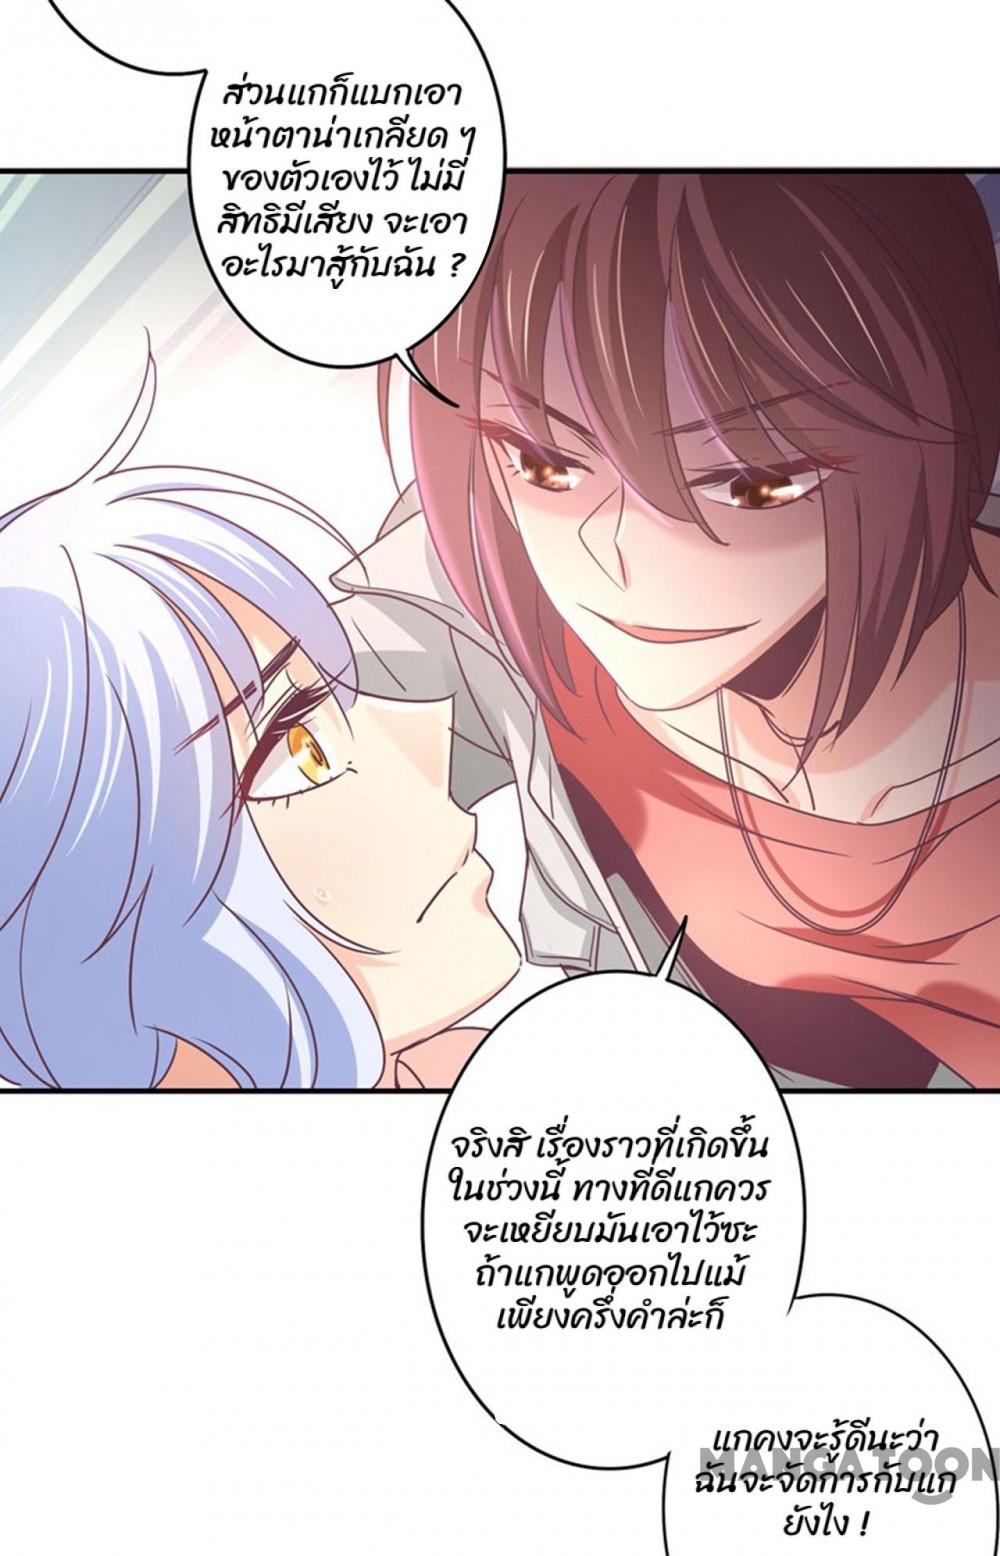 ส่วนแกก็แบกเอา
หน้าตาน่าเกลียด ๆ
ของตัวเองไว้ ไม่มี
สิทธิมีเสียง จะเอา
อะไรมาสู้กับฉัน ?
จริงสิ เรื่องราวที่เกิดขึ้น
ในช่วงนี้ ทางที่ดีแกควร
จะเหยียบมันเอาไว้ซะ
ถ้าแกพูดออกไปแม้
เพียงครึ่งคำล่ะก็
แกคงจะรู้ดีนะว่า
ฉันจะจัดการกับแก
ยังไง !
MANGATOON